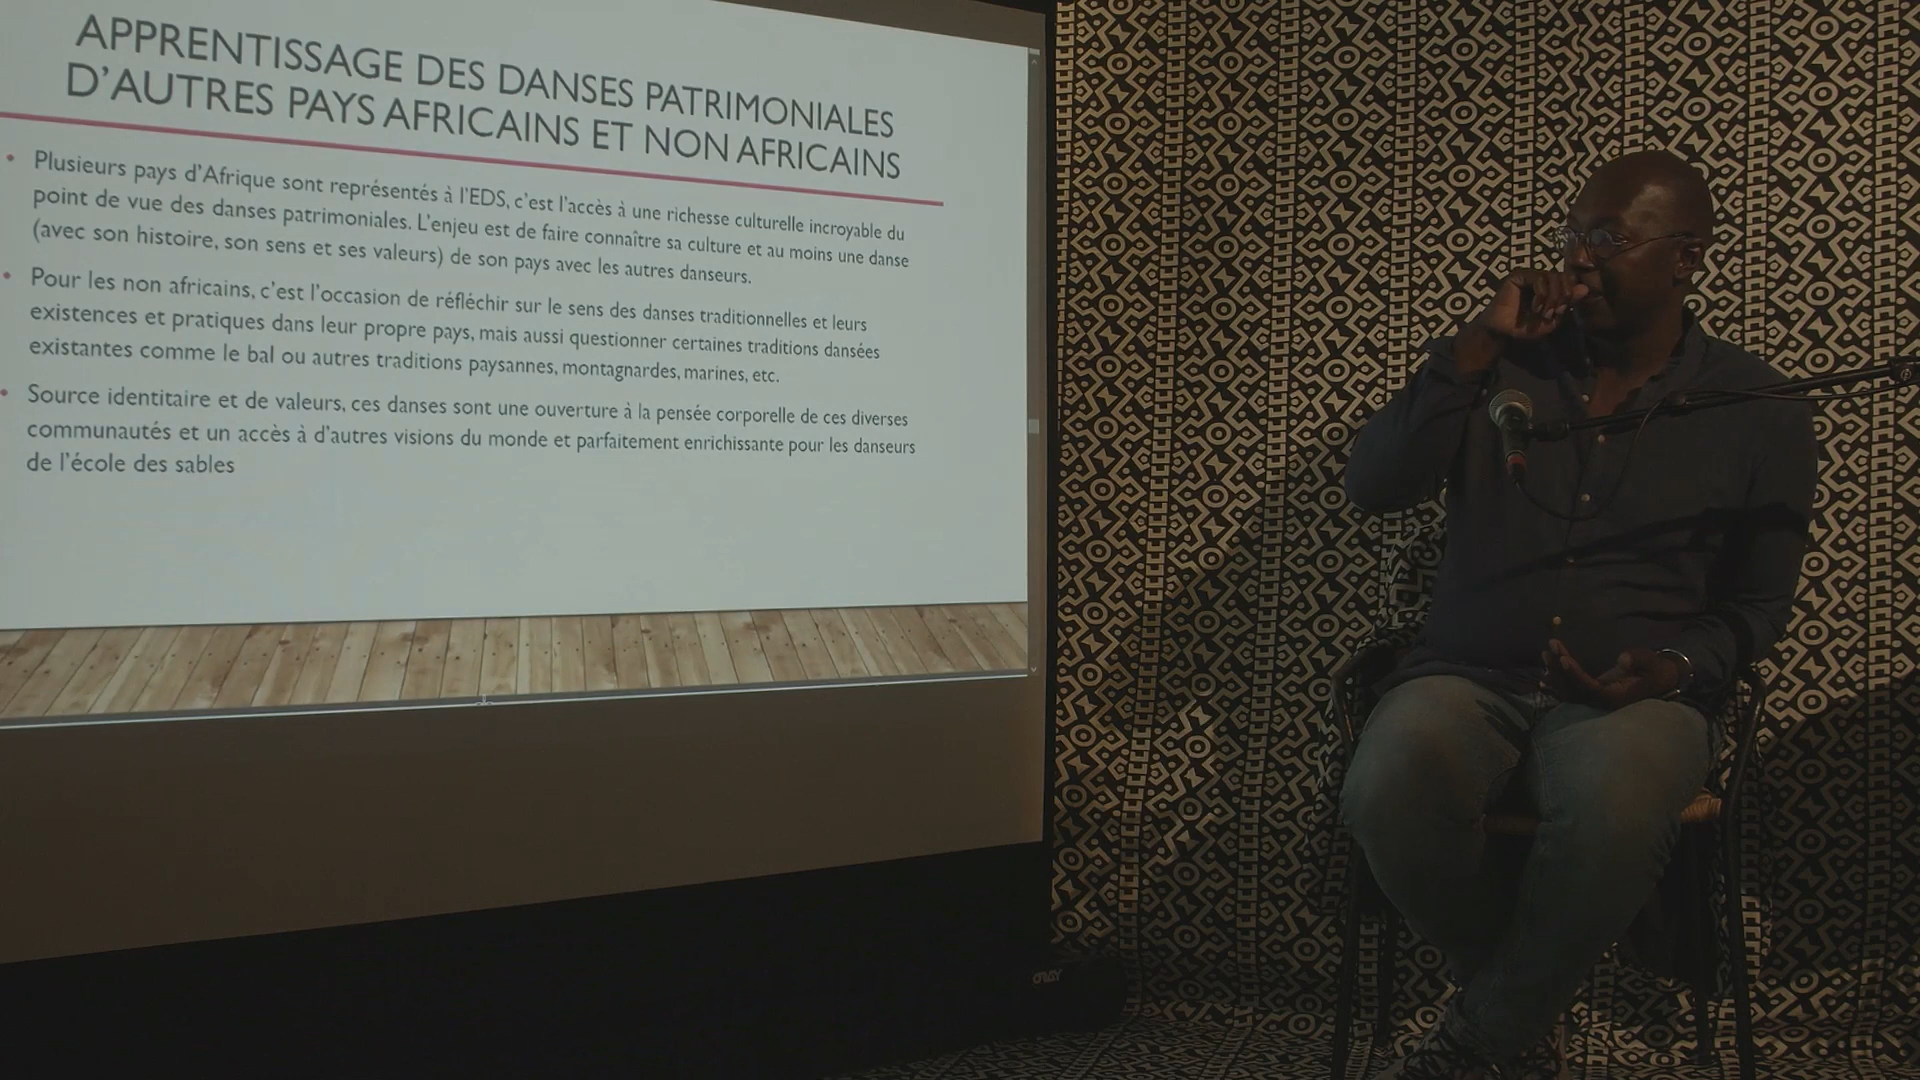 APPRENTISSAGE DES DANSES PATRIMONIALES
D'AUTRES PAYS AFRICAINS ET NON AFRICAINS
• Plusieurs pays d'Afrique sont représentés à l'EDS, c'est l'accès à une richesse culturelle incroyable du
point de vue des danses patrimoniales. L'enjeu est de faire connaître sa culture et au moins une danse
(avec son histoire, son sens et ses valeurs) de son pays avec les autres danseurs.
• Pour les non africains, c'est l'occasion de réfléchir sur le sens des danses traditionnelles et leurs
existences et pratiques dans leur propre pays, mais aussi questionner certaines traditions dansées
existantes comme le bal ou autres traditions paysannes, montagnardes, marines, etc.
• Source identitaire et de valeurs, ces danses sont une ouverture à la pensée corporelle de ces diverses
communautés et un accès à d'autres visions du monde et parfaitement enrichissante pour les danseurs
de l'école des sables
ORAY